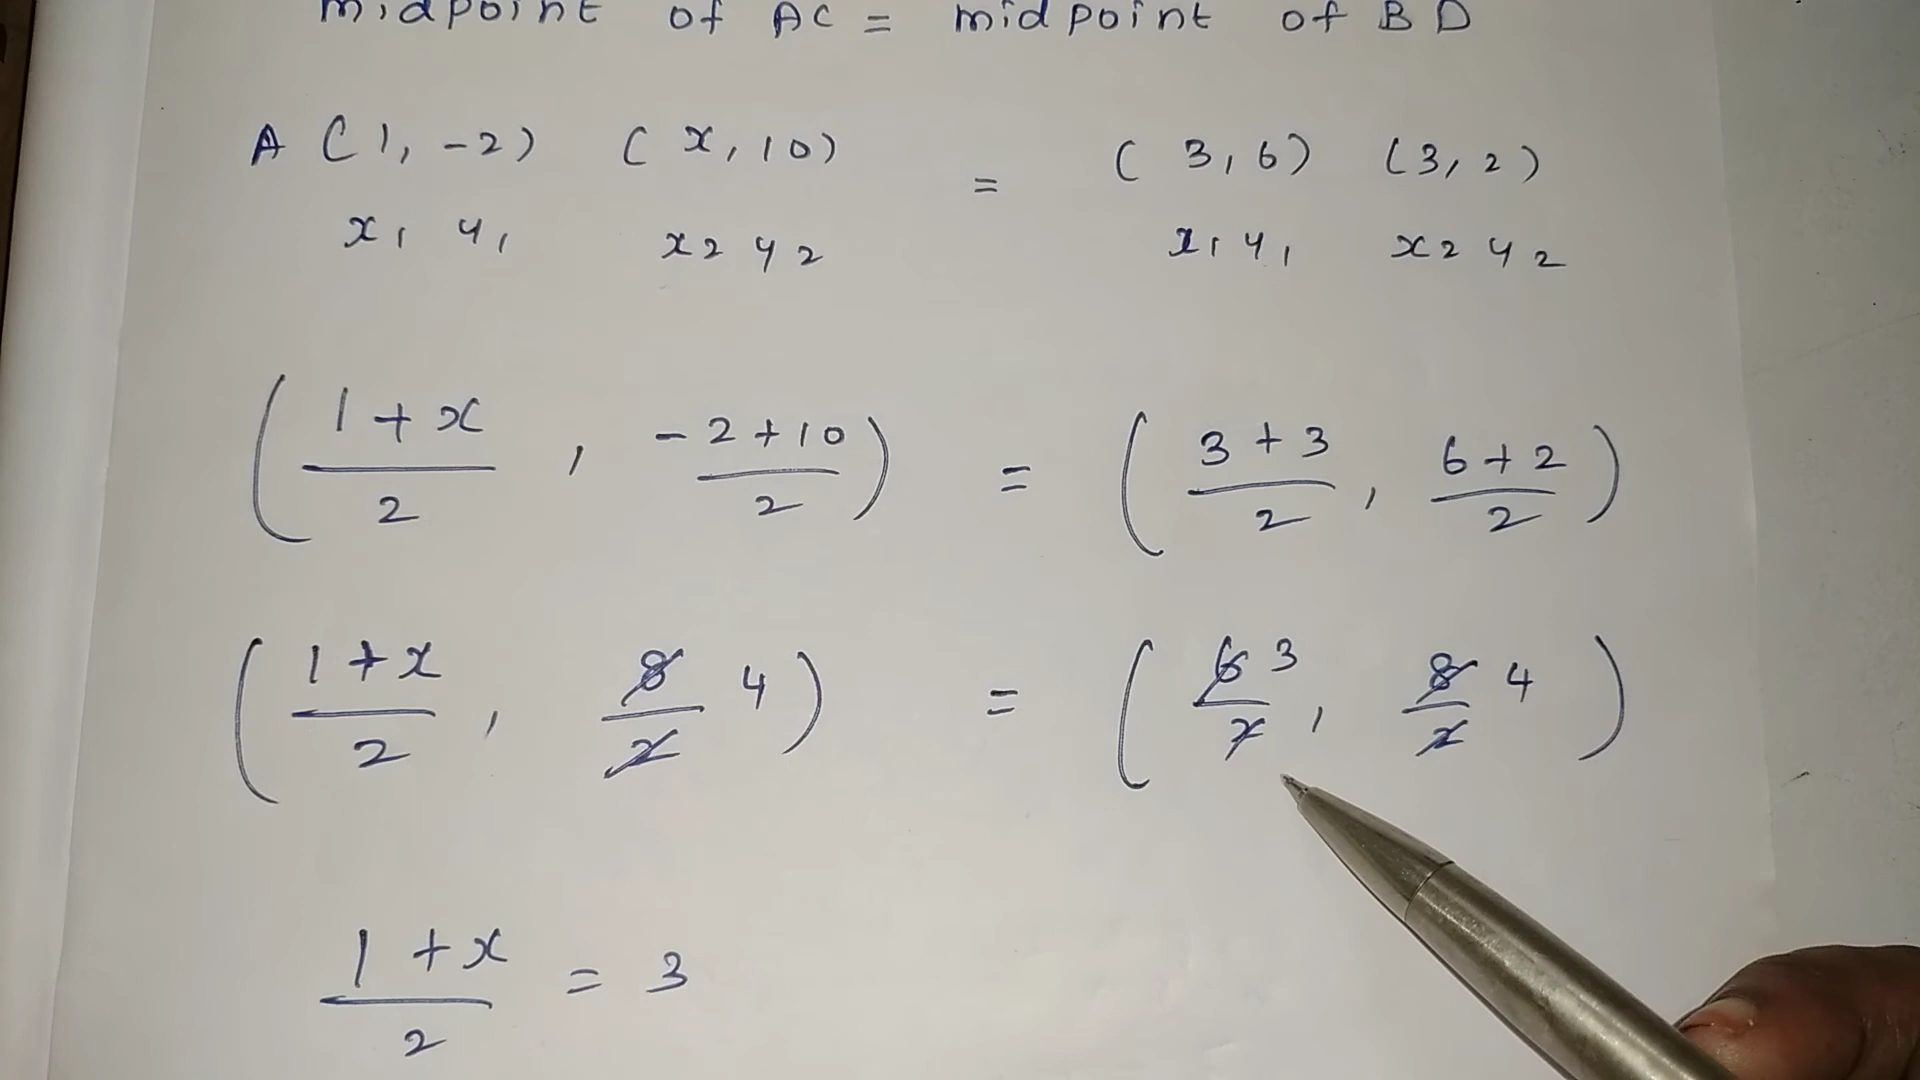 midpoint of AC = midpoint of BD
A (1, -2) (x, 10) = (3, 6) (3, 2)
x1 y1 x2 y2 x1 y1 x2 y2
(1+x/2, -2+10/2) = (3+3/2, 6+2/2)
(1+x/2, 8/2 4) = (6/2 3, 8/2 4)
1+x/2 = 3